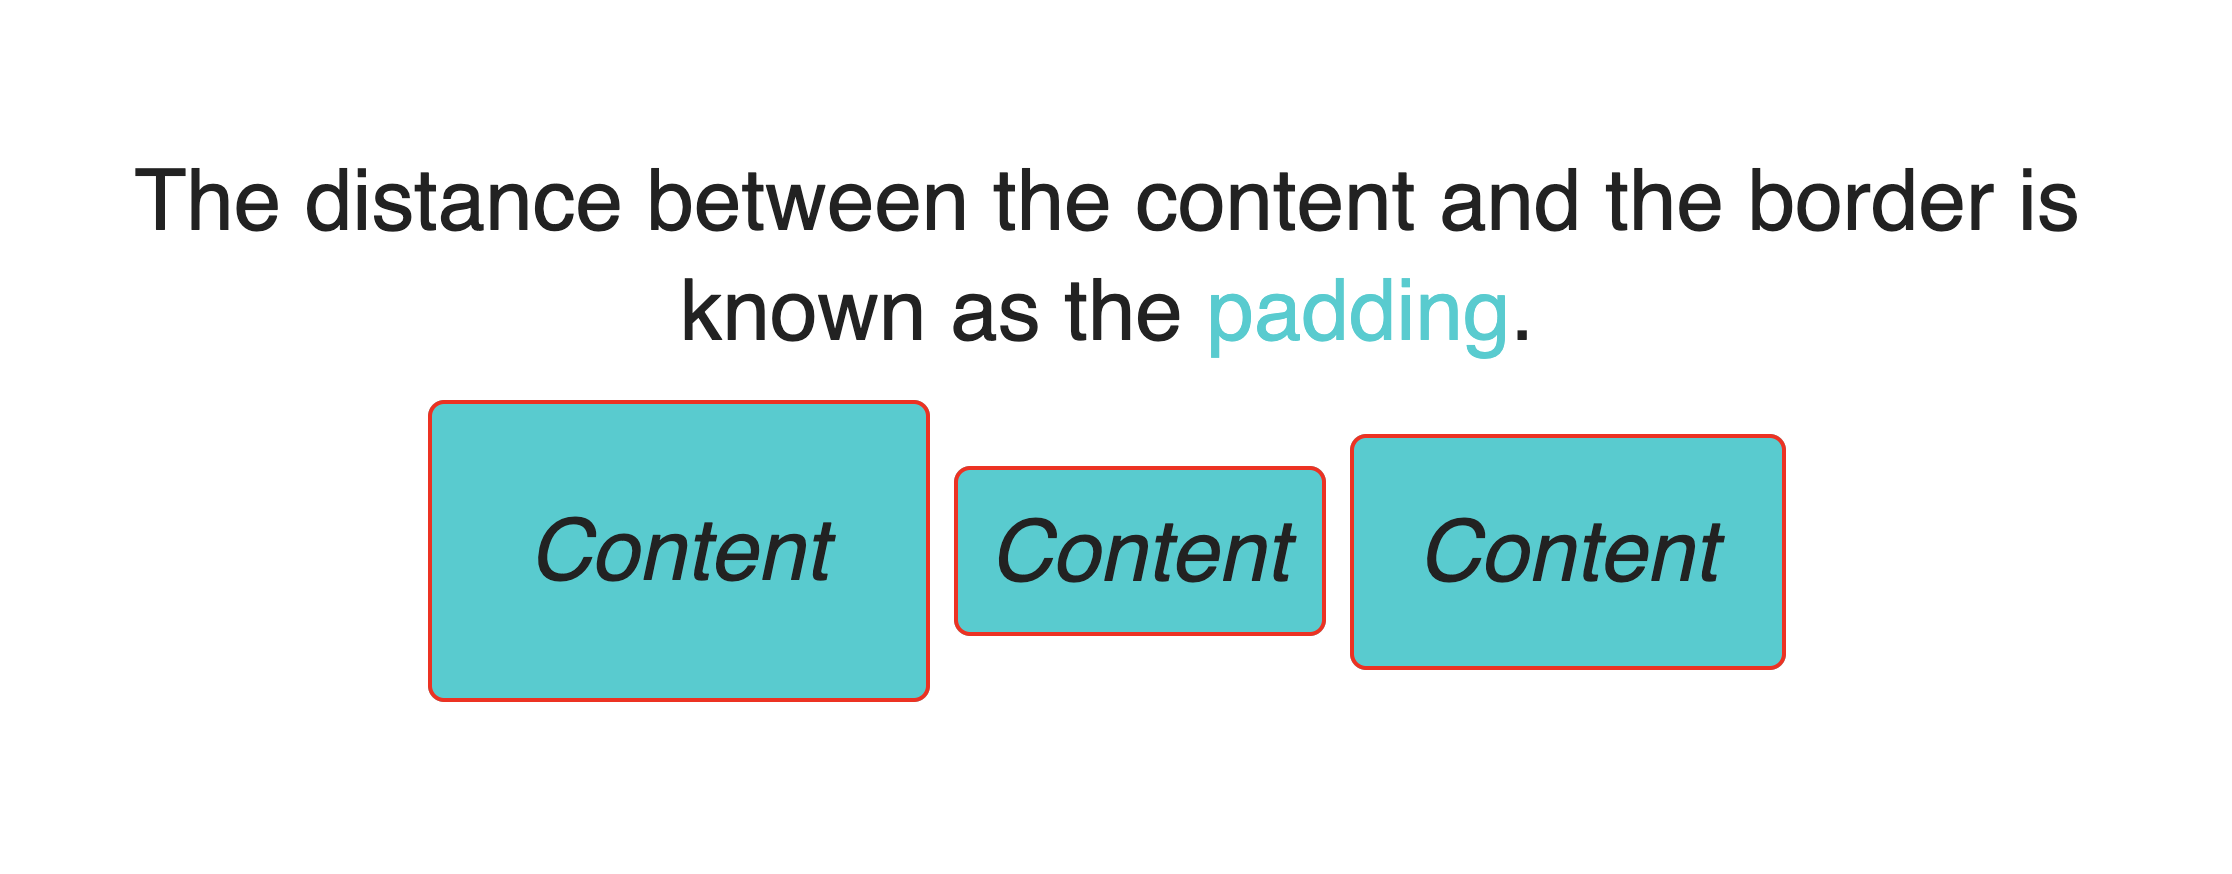 The distance between the content and the border is
known as the padding.
Content Content Content